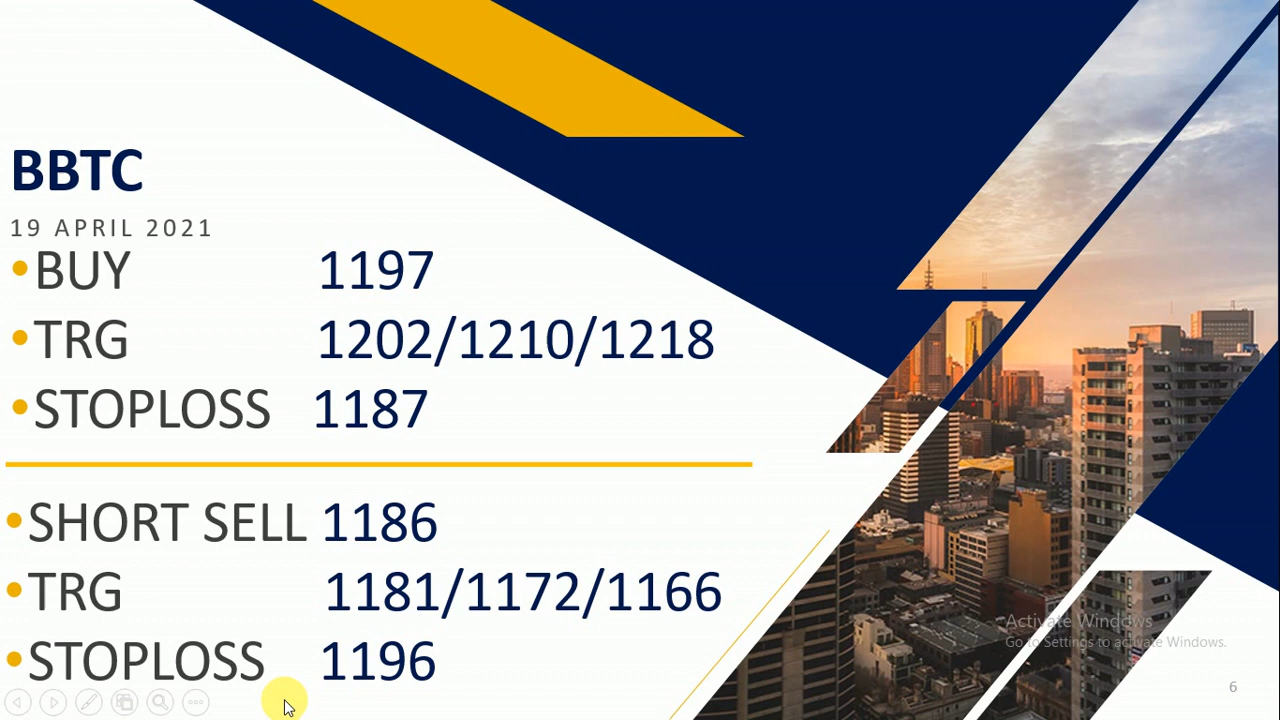 BBTC
19 APRIL 2021
•BUY 1197
•TRG 1202/1210/1218
•STOPLOSS 1187
•SHORT SELL 1186
•TRG 1181/1172/1166
•STOPLOSS 1196
Activate Windows
Go to Settings to activate Windows.
6